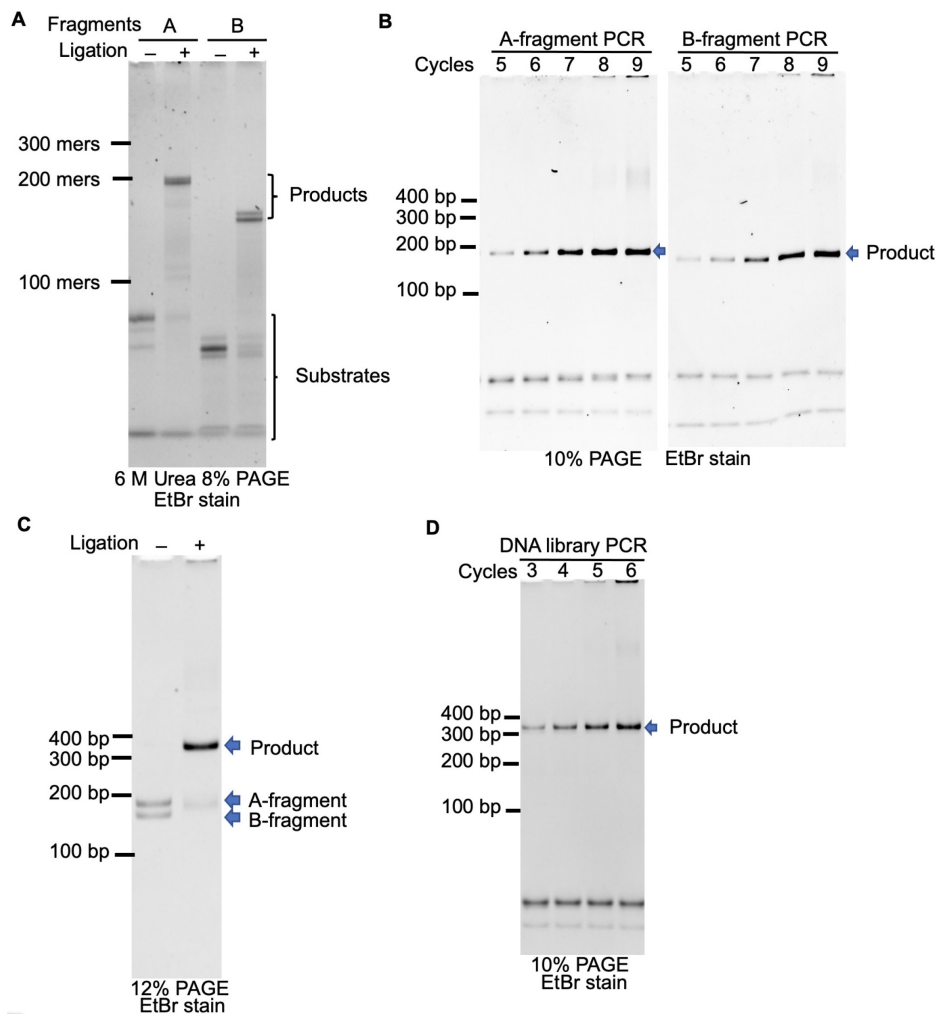 A
Fragments A B
Ligation – + – +
300 mers
200 mers
Products
100 mers
Substrates
6 M Urea 8% PAGE
EtBr stain
B
A-fragment PCR B-fragment PCR
Cycles 5 6 7 8 9 5 6 7 8 9
400 bp
300 bp
200 bp
Product
100 bp
10% PAGE EtBr stain
C
Ligation – +
400 bp
Product
300 bp
200 bp
A-fragment
B-fragment
100 bp
12% PAGE
EtBr stain
D
DNA library PCR
Cycles 3 4 5 6
400 bp
Product
300 bp
200 bp
100 bp
10% PAGE
EtBr stain